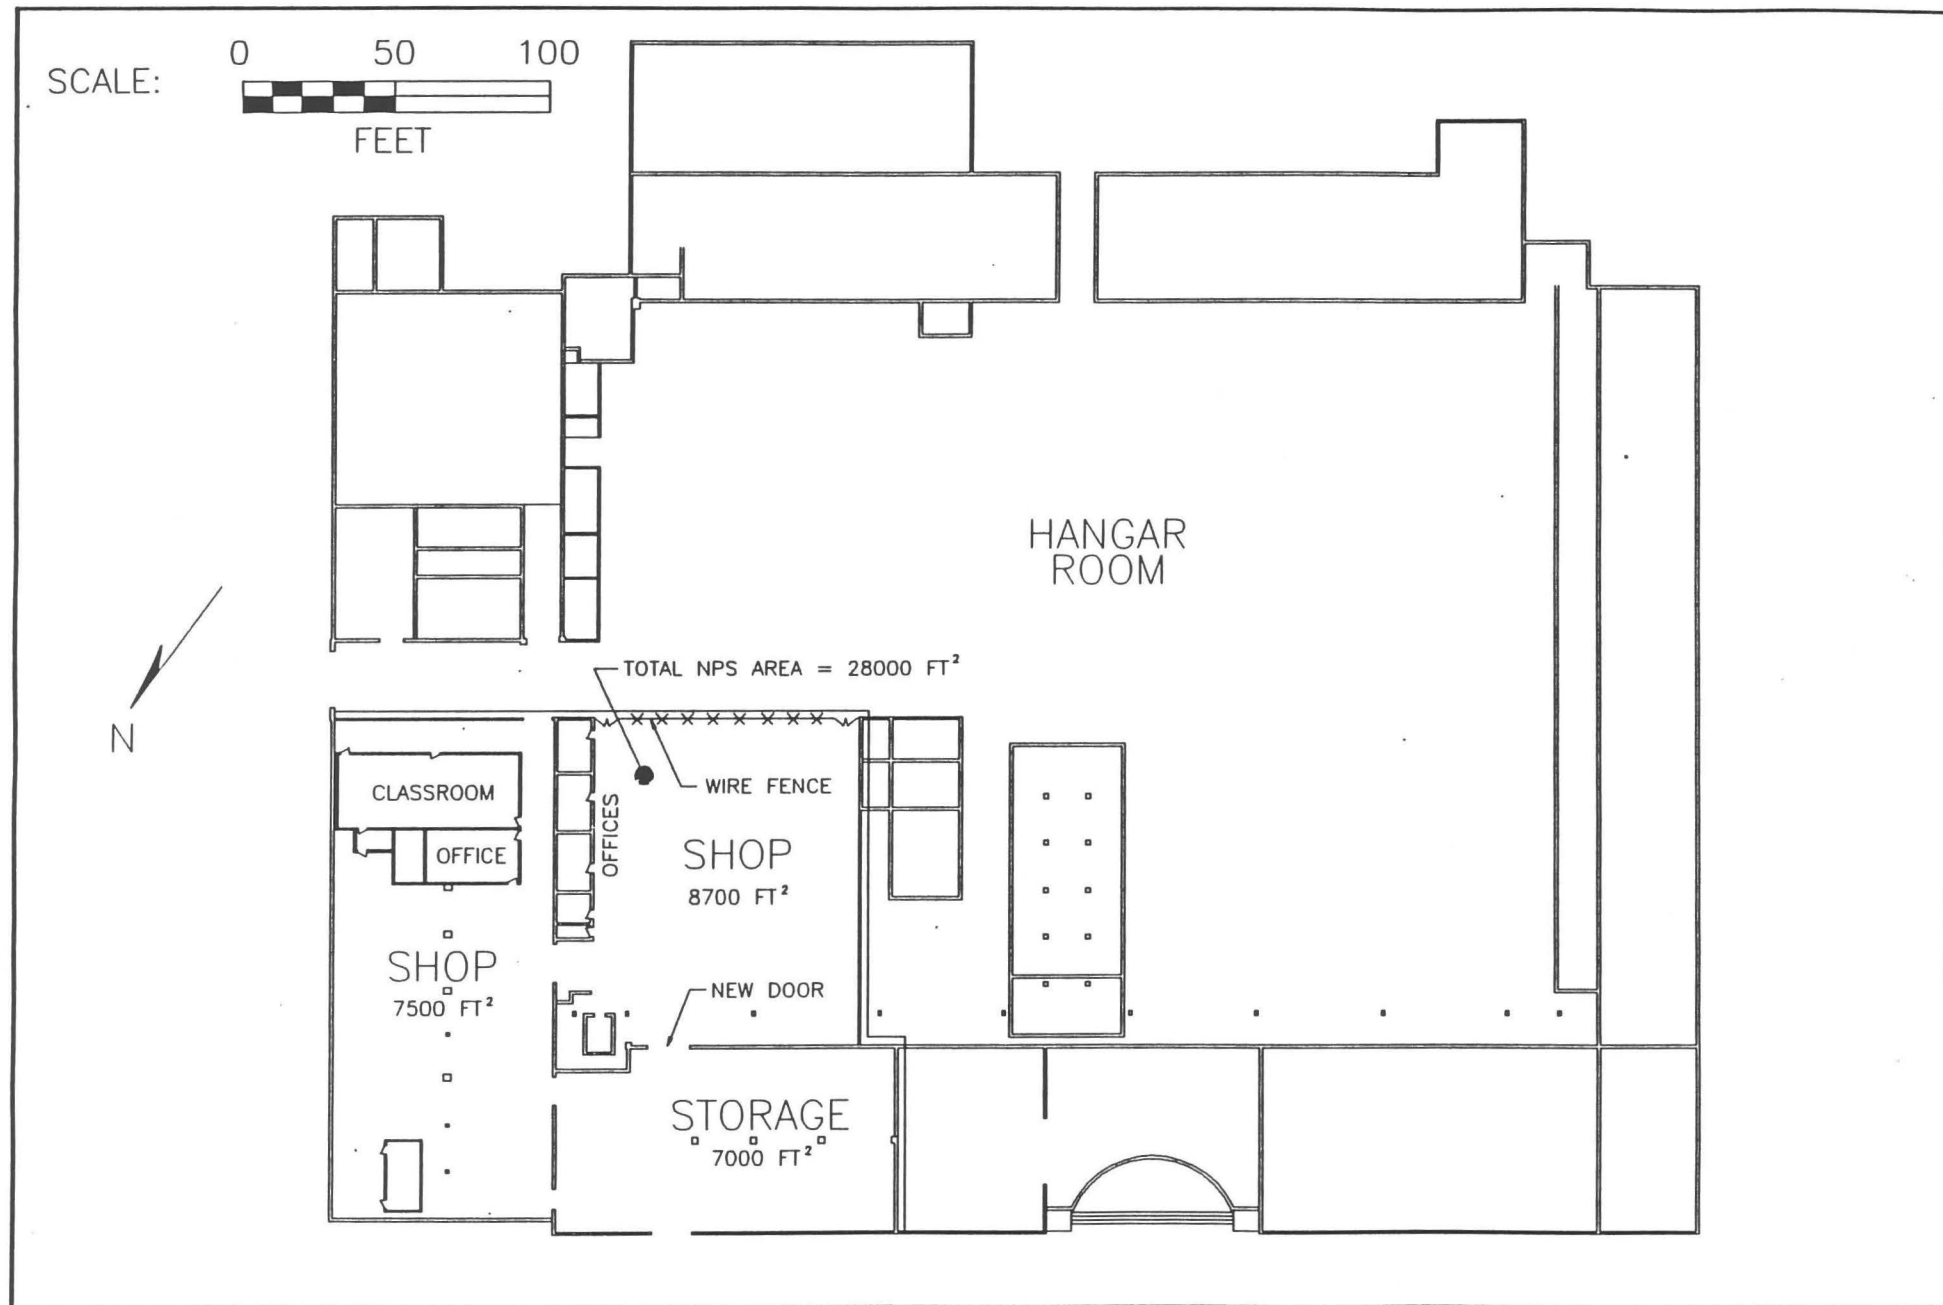 SCALE:
0 50 100
FEET
HANGAR
ROOM
TOTAL NPS AREA = 28000 FT²
N
WIRE FENCE
CLASSROOM
OFFICES
OFFICE
SHOP
8700 FT²
SHOP
7500 FT²
NEW DOOR
STORAGE
7000 FT²